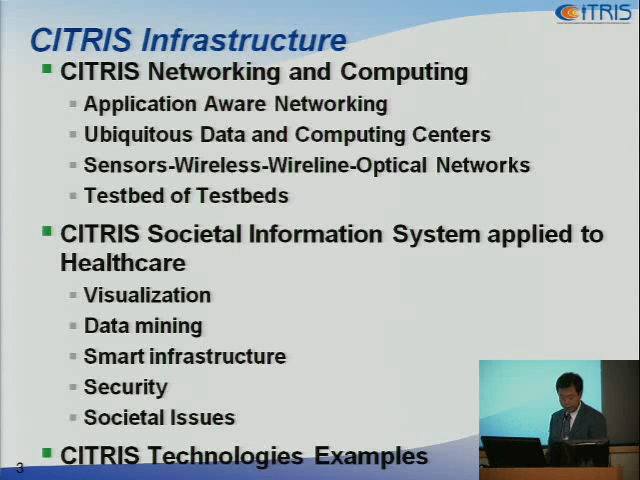 CITRIS
CITRIS Infrastructure
CITRIS Networking and Computing
Application Aware Networking
Ubiquitous Data and Computing Centers
Sensors-Wireless-Wireline-Optical Networks
Testbed of Testbeds
CITRIS Societal Information System applied to
Healthcare
Visualization
Data mining
Smart infrastructure
Security
Societal Issues
CITRIS Technologies Examples
3